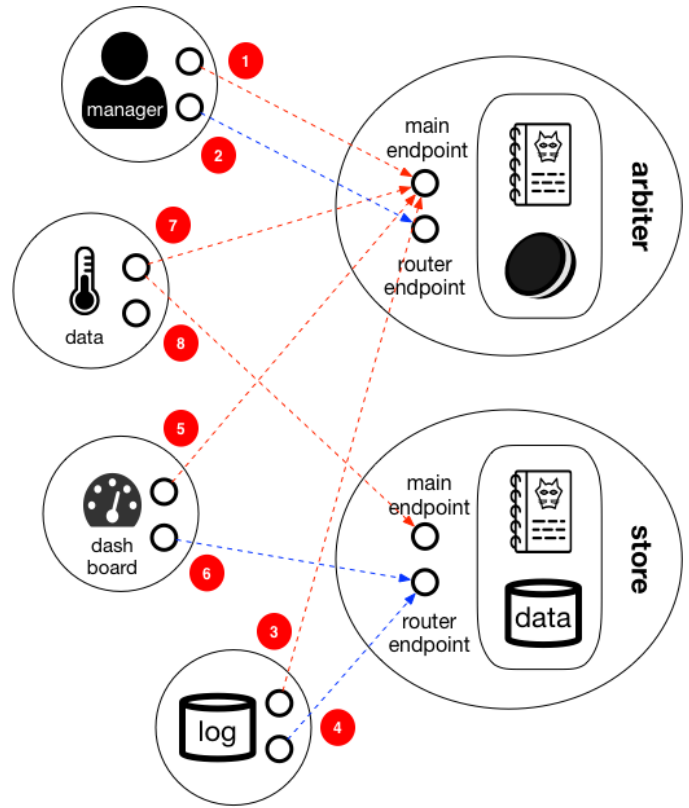 1
manager
2
main
endpoint
router
endpoint
arbiter
7
data
8
5
dash
board
6
main
endpoint
router
endpoint
data
store
3
log
4